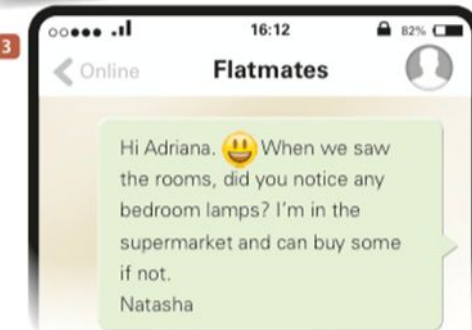 3
16:12
82%
Online
Flatmates
Hi Adriana. 😃 When we saw
the rooms, did you notice any
bedroom lamps? I'm in the
supermarket and can buy some
if not.
Natasha